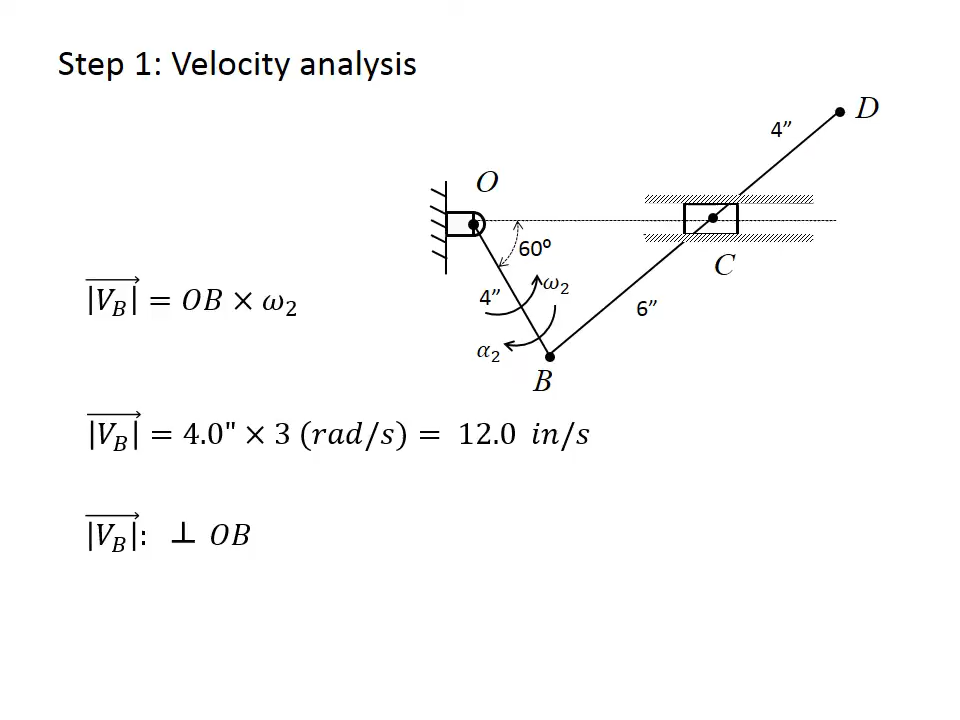 Step 1: Velocity analysis
D
4”
O
60⁰
C
ω₂
4”
6”
α₂
B
|V_B| = OB × ω₂
|V_B| = 4.0" × 3 (rad/s) = 12.0 in/s
|V_B|: ⊥ OB